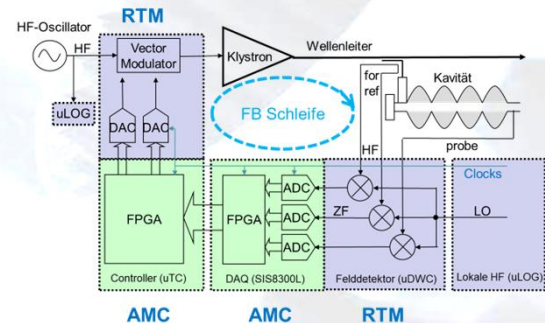 RTM
HF-Oscillator
HF
Vector
Modulator
Klystron
Wellenleiter
for
ref
Kavität
uLOG
DAC
DAC
FB Schleife
HF
probe
Clocks
FPGA
FPGA
ADC
ADC
ADC
ZF
LO
Controller (uTC)
DAQ (SIS8300L)
Felddetektor (uDWC)
Lokale HF (uLOG)
AMC
AMC
RTM